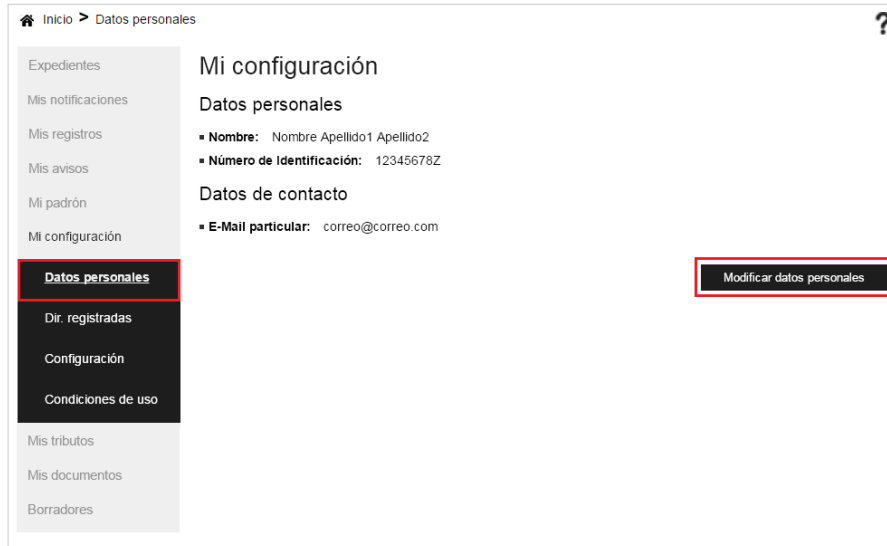 Inicio > Datos personales
?
Expedientes
Mis notificaciones
Mis registros
Mis avisos
Mi padrón
Mi configuración
Datos personales
Dir. registradas
Configuración
Condiciones de uso
Mis tributos
Mis documentos
Borradores
Mi configuración
Datos personales
Nombre: Nombre Apellido1 Apellido2
Número de Identificación: 12345678Z
Datos de contacto
E-Mail particular: correo@correo.com
Modificar datos personales